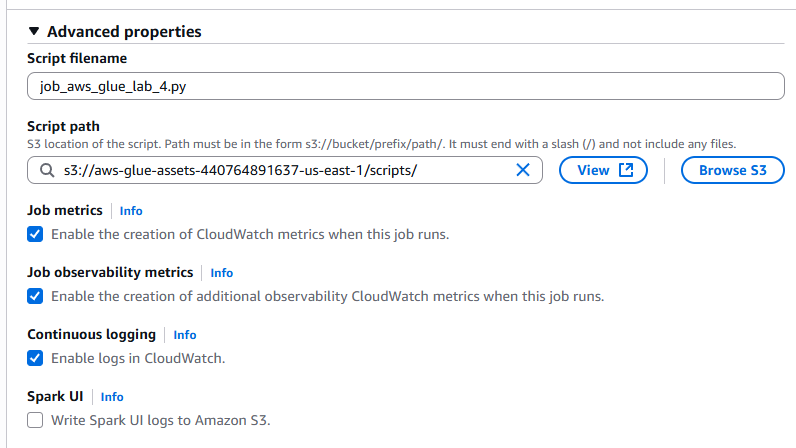 Advanced properties
Script filename
job_aws_glue_lab_4.py
Script path
S3 location of the script. Path must be in the form s3://bucket/prefix/path/. It must end with a slash (/) and not include any files.
s3://aws-glue-assets-440764891637-us-east-1/scripts/ View Browse S3
Job metrics Info
Enable the creation of CloudWatch metrics when this job runs.
Job observability metrics Info
Enable the creation of additional observability CloudWatch metrics when this job runs.
Continuous logging Info
Enable logs in CloudWatch.
Spark UI Info
Write Spark UI logs to Amazon S3.